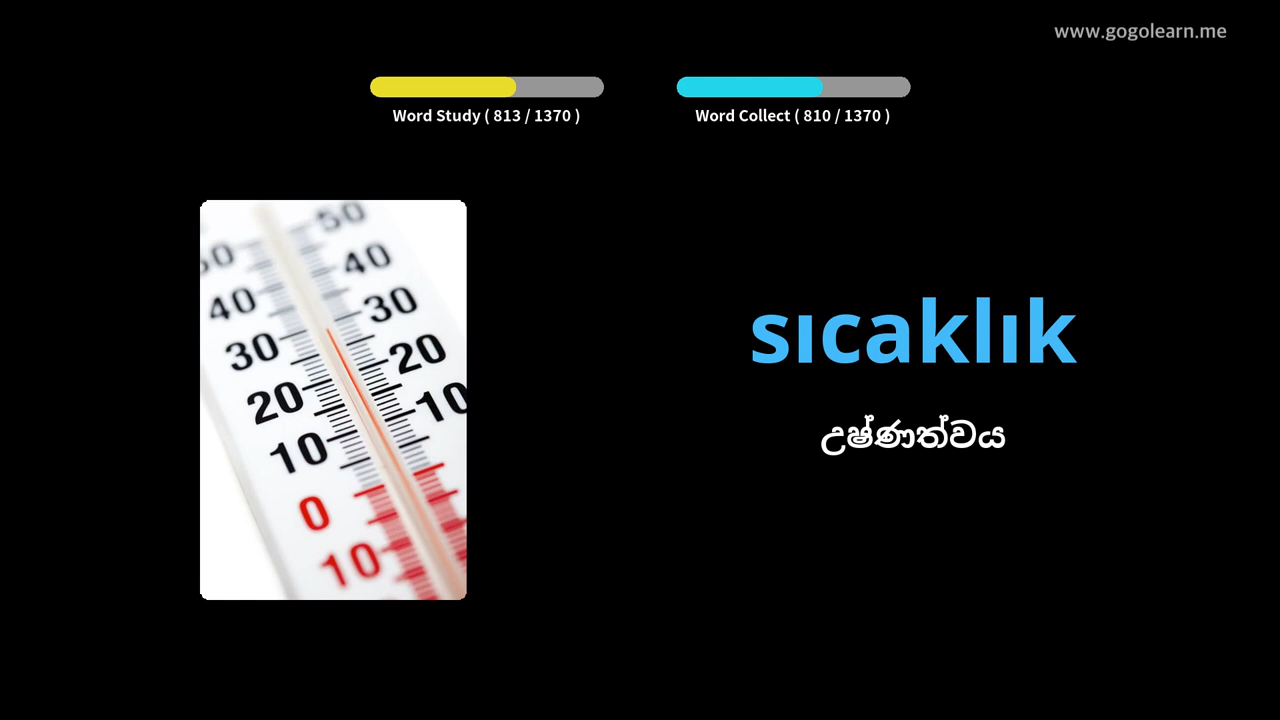 www.gogolearn.me
Word Study ( 813 / 1370 )
Word Collect ( 810 / 1370 )
50
50
40
40
30
30
20
20
10
10
0
10
sıcaklık
උෂ්ණත්වය